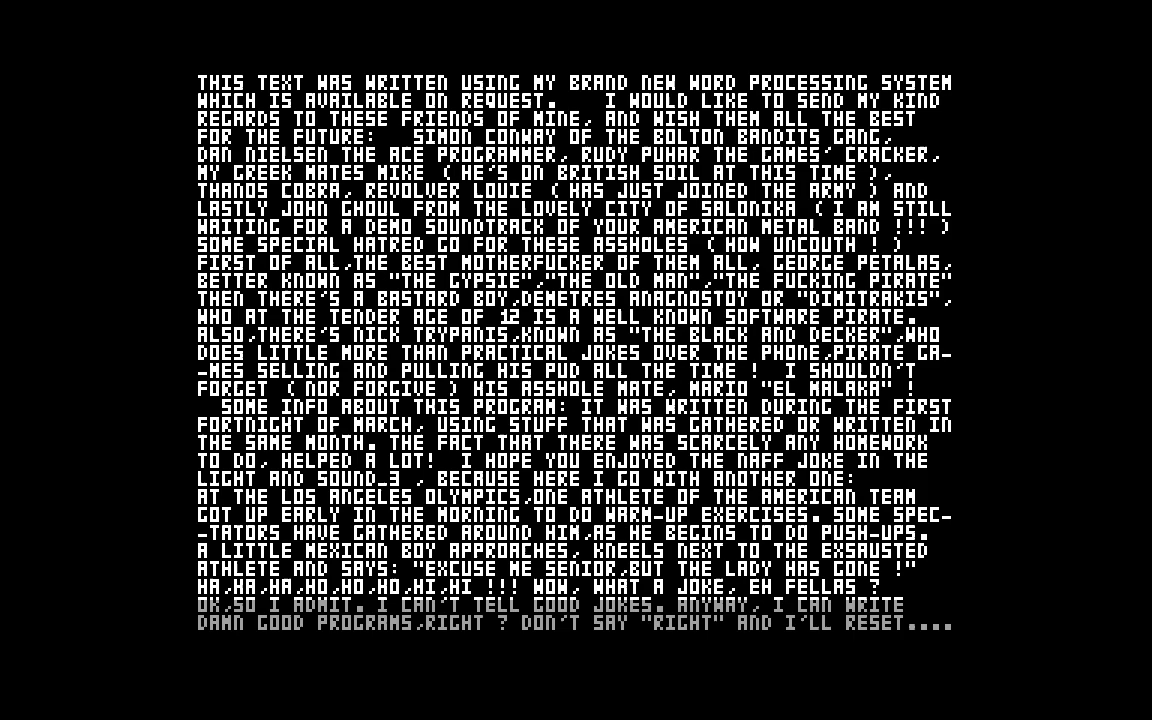 THIS TEXT WAS WRITTEN USING MY BRAND NEW WORD PROCESSING SYSTEM
WHICH IS AVAILABLE ON REQUEST.   I WOULD LIKE TO SEND MY KIND
REGARDS TO THESE FRIENDS OF MINE, AND WISH THEM ALL THE BEST
FOR THE FUTURE:   SIMON CONWAY OF THE BOLTON BANDITS GANG,
DAN NIELSEN THE ACE PROGRAMMER, RUDY PUHAR THE GAMES' CRACKER,
MY GREEK MATES MIKE ( HE'S ON BRITISH SOIL AT THIS TIME ),
THANOS COBRA, REVOLVER LOUIE ( HAS JUST JOINED THE ARMY ) AND
LASTLY JOHN GHOUL FROM THE LOVELY CITY OF SALONIKA ( I AM STILL
WAITING FOR A DEMO SOUNDTRACK OF YOUR AMERICAN METAL BAND !!! )
SOME SPECIAL HATRED GO FOR THESE ASSHOLES ( HOW UNCOUTH ! )
FIRST OF ALL,THE BEST MOTHERFUCKER OF THEM ALL, GEORGE PETALAS,
BETTER KNOWN AS "THE GYPSIE","THE OLD MAN","THE FUCKING PIRATE"
THEN THERE'S A BASTARD BOY,DEMETRES ANAGNOSTOY OR "DIMITRAKIS",
WHO AT THE TENDER AGE OF 12 IS A WELL KNOWN SOFTWARE PIRATE.
ALSO,THERE'S NICK TRYPANIS,KNOWN AS "THE BLACK AND DECKER",WHO
DOES LITTLE MORE THAN PRACTICAL JOKES OVER THE PHONE,PIRATE GA-
-MES SELLING AND PULLING HIS PUD ALL THE TIME !  I SHOULDN'T
FORGET ( NOR FORGIVE ) HIS ASSHOLE MATE, MARIO "EL MALAKA" !
  SOME INFO ABOUT THIS PROGRAM: IT WAS WRITTEN DURING THE FIRST
FORTNIGHT OF MARCH, USING STUFF THAT WAS GATHERED OR WRITTEN IN
THE SAME MONTH. THE FACT THAT THERE WAS SCARCELY ANY HOMEWORK
TO DO, HELPED A LOT!  I HOPE YOU ENJOYED THE NAFF JOKE IN THE
LIGHT AND SOUND_3 , BECAUSE HERE I GO WITH ANOTHER ONE:
AT THE LOS ANGELES OLYMPICS,ONE ATHLETE OF THE AMERICAN TEAM
GOT UP EARLY IN THE MORNING TO DO WARM-UP EXERCISES. SOME SPEC-
-TATORS HAVE GATHERED AROUND HIM,AS HE BEGINS TO DO PUSH-UPS.
A LITTLE MEXICAN BOY APPROACHES, KNEELS NEXT TO THE EXSAUSTED
ATHLETE AND SAYS: "EXCUSE ME SENIOR,BUT THE LADY HAS GONE !"
HA,HA,HA,HO,HO,HO,HI,HI !!! WOW, WHAT A JOKE, EH FELLAS ?
OK,SO I ADMIT. I CAN'T TELL GOOD JOKES. ANYWAY, I CAN WRITE
DAMN GOOD PROGRAMS,RIGHT ? DON'T SAY "RIGHT" AND I'LL RESET....